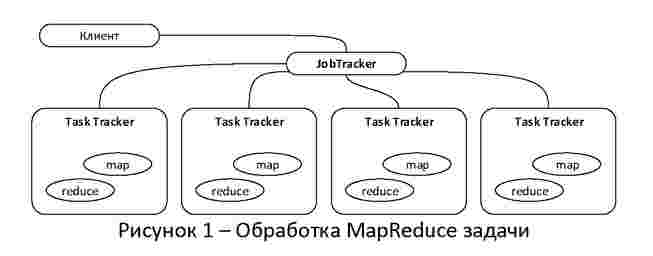 Клиент
JobTracker
Task Tracker Task Tracker Task Tracker Task Tracker
map map map map
reduce reduce reduce reduce
Рисунок 1 – Обработка MapReduce задачи